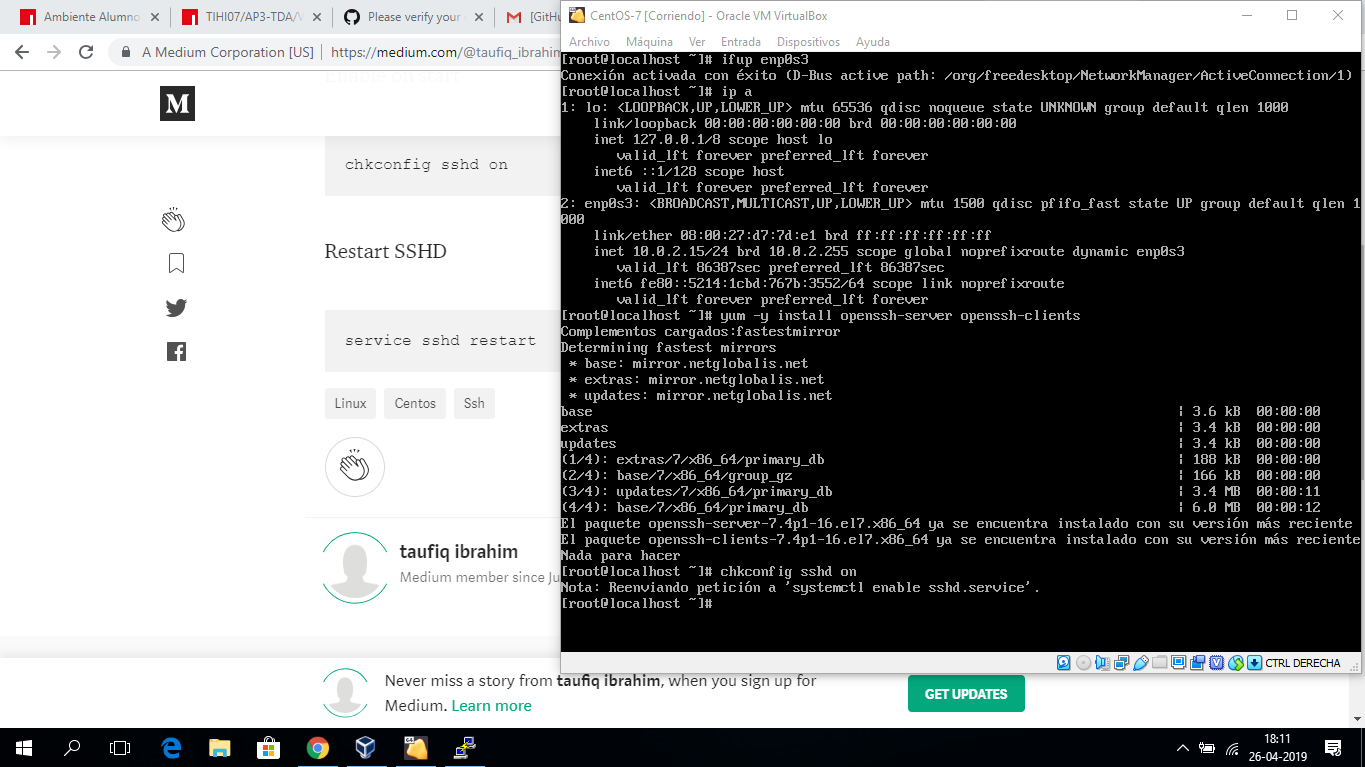 Ambiente Alumno
TIHI07/AP3-TDA/V
Please verify your
[GitHu
A Medium Corporation [US]
https://medium.com/@taufiq_ibrahim
Enable on start
M
chkconfig sshd on
Restart SSHD
service sshd restart
Linux
Centos
Ssh
taufiq ibrahim
Medium member since Ju
Never miss a story from taufiq ibrahim, when you sign up for
Medium. Learn more
GET UPDATES
CentOS-7 [Corriendo] - Oracle VM VirtualBox
Archivo Máquina Ver Entrada Dispositivos Ayuda
[root@localhost ~]# ifup enp0s3
Conexión activada con éxito (D-Bus active path: /org/freedesktop/NetworkManager/ActiveConnection/1)
[root@localhost ~]# ip a
1: lo: <LOOPBACK,UP,LOWER_UP> mtu 65536 qdisc noqueue state UNKNOWN group default qlen 1000
link/loopback 00:00:00:00:00:00 brd 00:00:00:00:00:00
inet 127.0.0.1/8 scope host lo
valid_lft forever preferred_lft forever
inet6 ::1/128 scope host
valid_lft forever preferred_lft forever
2: enp0s3: <BROADCAST,MULTICAST,UP,LOWER_UP> mtu 1500 qdisc pfifo_fast state UP group default qlen 1
000
link/ether 08:00:27:d7:7d:e1 brd ff:ff:ff:ff:ff:ff
inet 10.0.2.15/24 brd 10.0.2.255 scope global noprefixroute dynamic enp0s3
valid_lft 86387sec preferred_lft 86387sec
inet6 fe80::5214:1cbd:767b:3552/64 scope link noprefixroute
valid_lft forever preferred_lft forever
[root@localhost ~]# yum -y install openssh-server openssh-clients
Complementos cargados:fastestmirror
Determining fastest mirrors
* base: mirror.netglobalis.net
* extras: mirror.netglobalis.net
* updates: mirror.netglobalis.net
base | 3.6 kB 00:00:00
extras | 3.4 kB 00:00:00
updates | 3.4 kB 00:00:00
(1/4): extras/7/x86_64/primary_db | 188 kB 00:00:00
(2/4): base/7/x86_64/group_gz | 166 kB 00:00:00
(3/4): updates/7/x86_64/primary_db | 3.4 MB 00:00:11
(4/4): base/7/x86_64/primary_db | 6.0 MB 00:00:12
El paquete openssh-server-7.4p1-16.el7.x86_64 ya se encuentra instalado con su versión más reciente
El paquete openssh-clients-7.4p1-16.el7.x86_64 ya se encuentra instalado con su versión más reciente
Nada para hacer
[root@localhost ~]# chkconfig sshd on
Nota: Reenviando petición a 'systemctl enable sshd.service'.
[root@localhost ~]#
CTRL DERECHA
18:11
26-04-2019